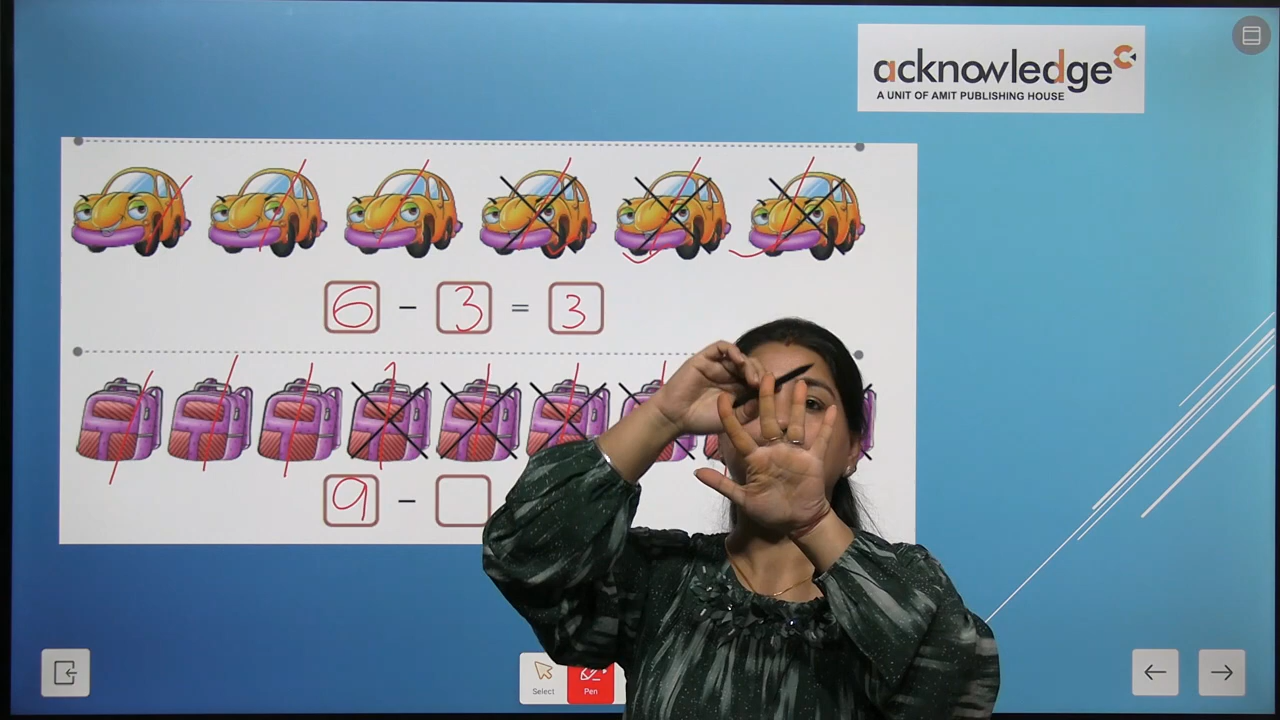 acknowledge
A UNIT OF AMIT PUBLISHING HOUSE
6 - 3 = 3
9 -
Select
Pen